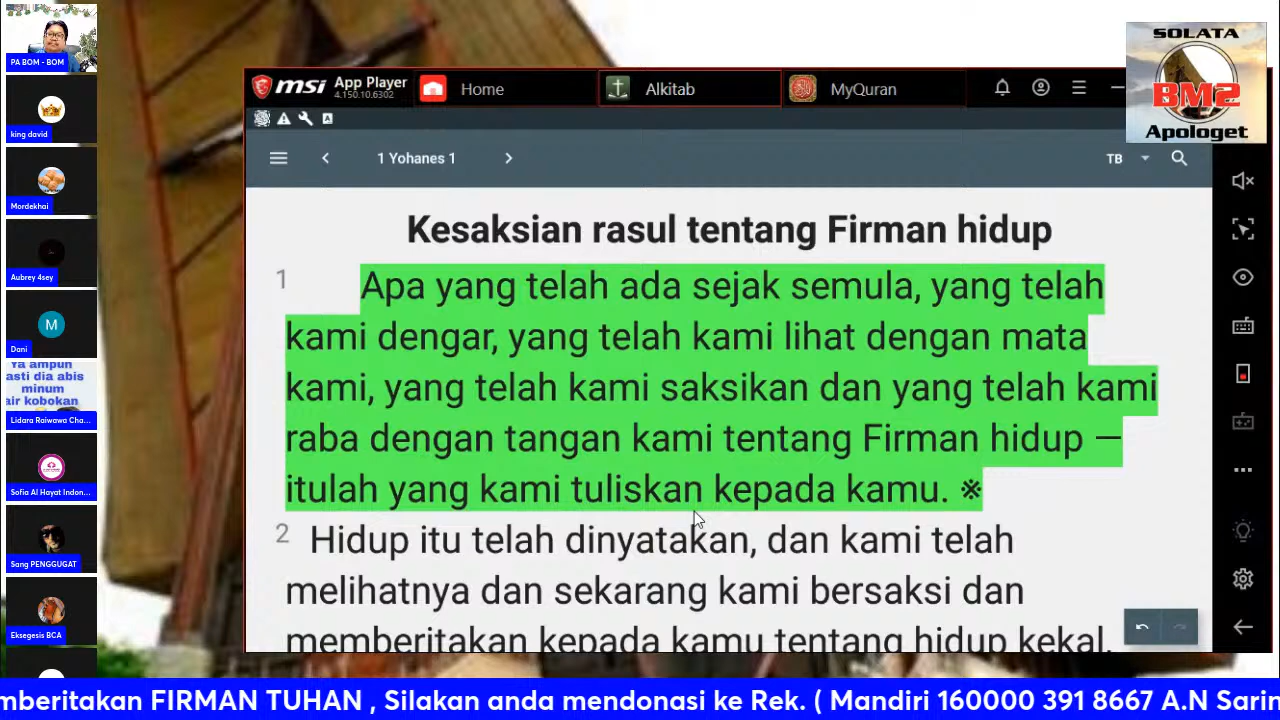 PA BOM - BOM
king david
Mordekhai
Aubrey 4sey
M
Dani
Ya ampun
asti dia abis
minum
air kobokan
Lidara Raiwawa Cha...
Sofia Al Hayat Indon...
Sang PENGGUGAT
Eksegesis BCA
msi App Player
4.150.10.6302
Home
Alkitab
MyQuran
SOLATA
BM2
Apologet
1 Yohanes 1
TB
Kesaksian rasul tentang Firman hidup
1 Apa yang telah ada sejak semula, yang telah
kami dengar, yang telah kami lihat dengan mata
kami, yang telah kami saksikan dan yang telah kami
raba dengan tangan kami tentang Firman hidup —
itulah yang kami tuliskan kepada kamu. ※
2 Hidup itu telah dinyatakan, dan kami telah
melihatnya dan sekarang kami bersaksi dan
memberitakan kepada kamu tentang hidup kekal,
mberitakan FIRMAN TUHAN , Silakan anda mendonasi ke Rek. ( Mandiri 160000 391 8667 A.N Sarin